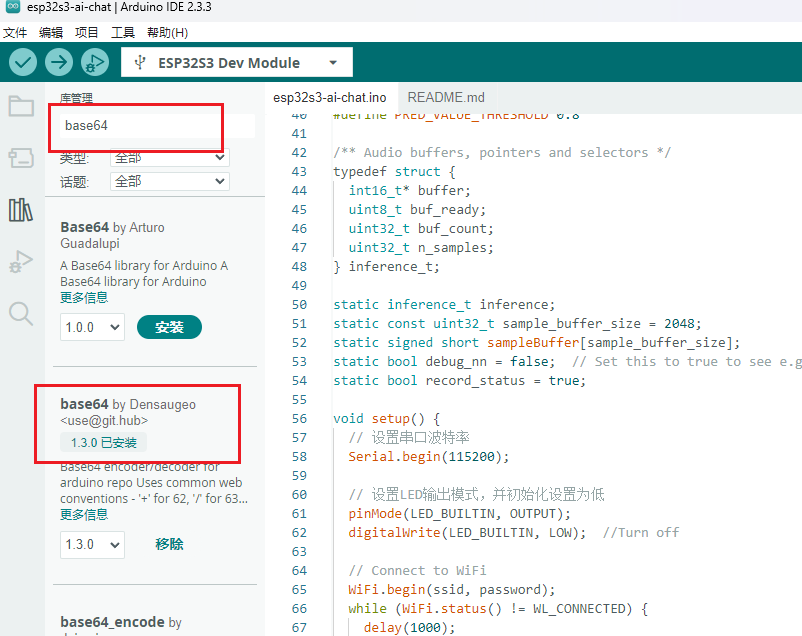 esp32s3-ai-chat | Arduino IDE 2.3.3
文件 编辑 项目 工具 帮助(H)
ESP32S3 Dev Module
库管理
base64
类型: 全部
话题: 全部
Base64 by Arturo
Guadalupi
A Base64 library for Arduino A
Base64 library for Arduino
更多信息
1.0.0 安装
base64 by Densaugeo
<use@git.hub>
1.3.0 已安装
Base64 encoder/decoder for
arduino repo Uses common web
conventions - '+' for 62, '/' for 63...
更多信息
1.3.0 移除
base64_encode by
esp32s3-ai-chat.ino README.md
40 #define PRED_VALUE_THRESHOLD 0.8
41
42 /** Audio buffers, pointers and selectors */
43 typedef struct {
44 int16_t* buffer;
45 uint8_t buf_ready;
46 uint32_t buf_count;
47 uint32_t n_samples;
48 } inference_t;
49
50 static inference_t inference;
51 static const uint32_t sample_buffer_size = 2048;
52 static signed short sampleBuffer[sample_buffer_size];
53 static bool debug_nn = false; // Set this to true to see e.g
54 static bool record_status = true;
55
56 void setup() {
57 // 设置串口波特率
58 Serial.begin(115200);
59
60 // 设置LED输出模式，并初始化设置为低
61 pinMode(LED_BUILTIN, OUTPUT);
62 digitalWrite(LED_BUILTIN, LOW); //Turn off
63
64 // Connect to WiFi
65 WiFi.begin(ssid, password);
66 while (WiFi.status() != WL_CONNECTED) {
67 delay(1000);